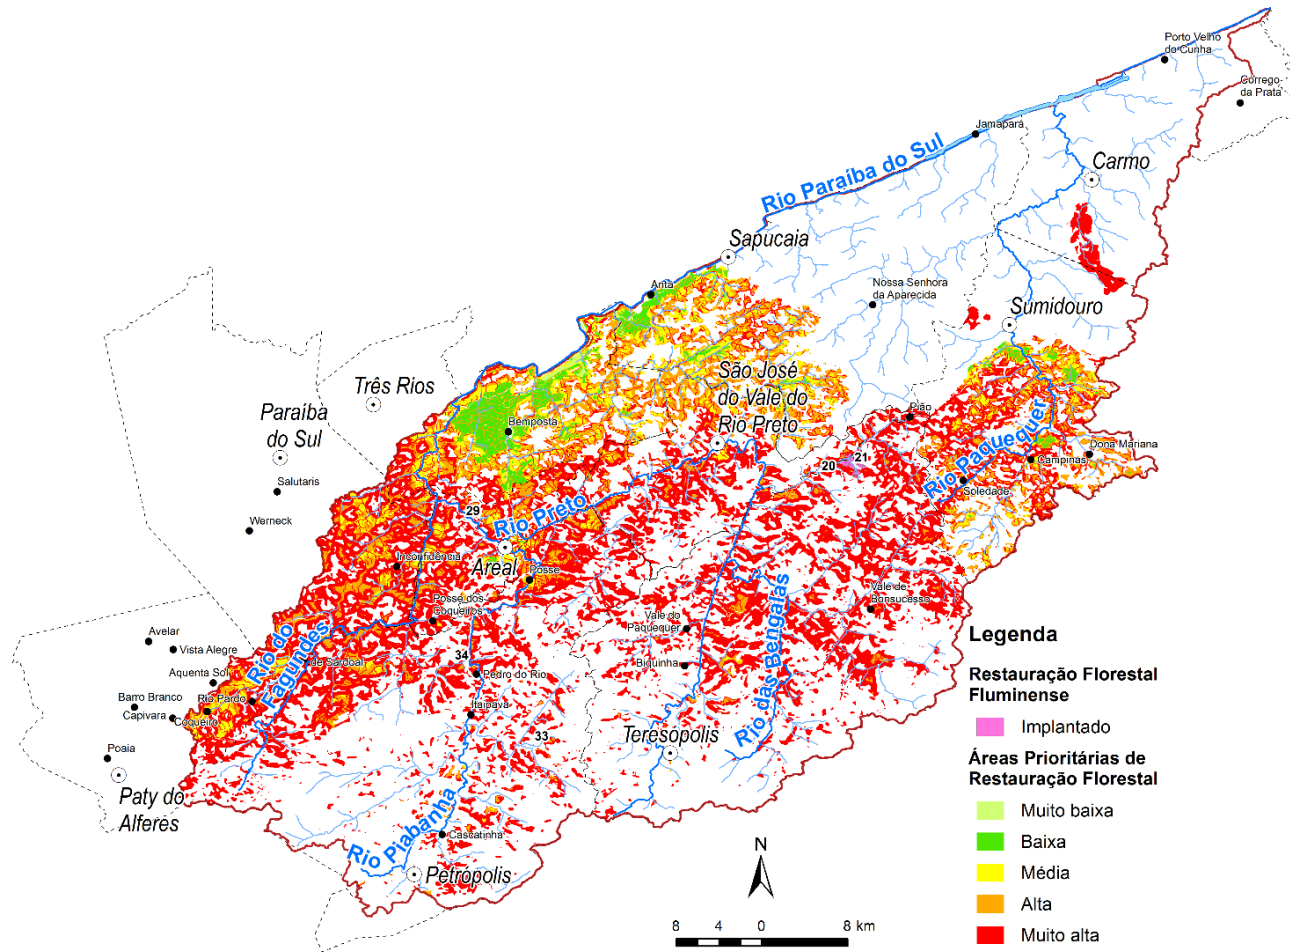 Porto Velho
do Cunha
Corrego
da Prata
Jamapará
Carmo
Rio Paraíba do Sul
Sapucaia
Anta
Nossa Senhora
da Aparecida
Sumidouro
São José
do Vale do
Rio Preto
Três Rios
Paraíba
do Sul
Bemposta
Pião
Rio Paquequer
Dona Mariana
Campinas
Soledade
20
21
Salutaris
Werneck
29
Rio Preto
Inconfidência
Areal
Posse
Posse dos
Coqueiros
Vale de
Bonsucesso
Vale do
Paquequer
Biquinha
Rio das Bengalas
Avelar
Vista Alegre
Aquenta Sol
Rio do
Fagundes
de Sardoal
34
Pedro do Rio
Barro Branco
Rio Pardo
Capivara
Coqueiro
Itaipava
33
Teresópolis
Poaia
Paty do
Alferes
Rio Piabanha
Cascatinha
Petrópolis
N
8 4 0 8 km
Legenda
Restauração Florestal
Fluminense
Implantado
Áreas Prioritárias de
Restauração Florestal
Muito baixa
Baixa
Média
Alta
Muito alta